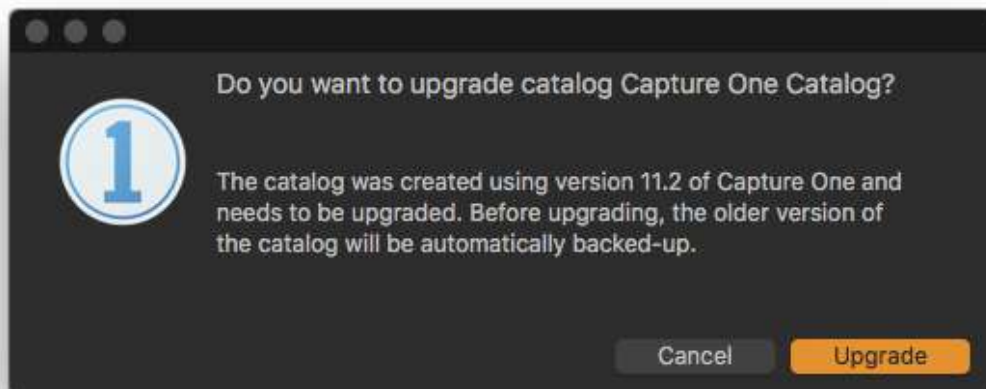 Do you want to upgrade catalog Capture One Catalog?
1
The catalog was created using version 11.2 of Capture One and
needs to be upgraded. Before upgrading, the older version of
the catalog will be automatically backed-up.
Cancel
Upgrade